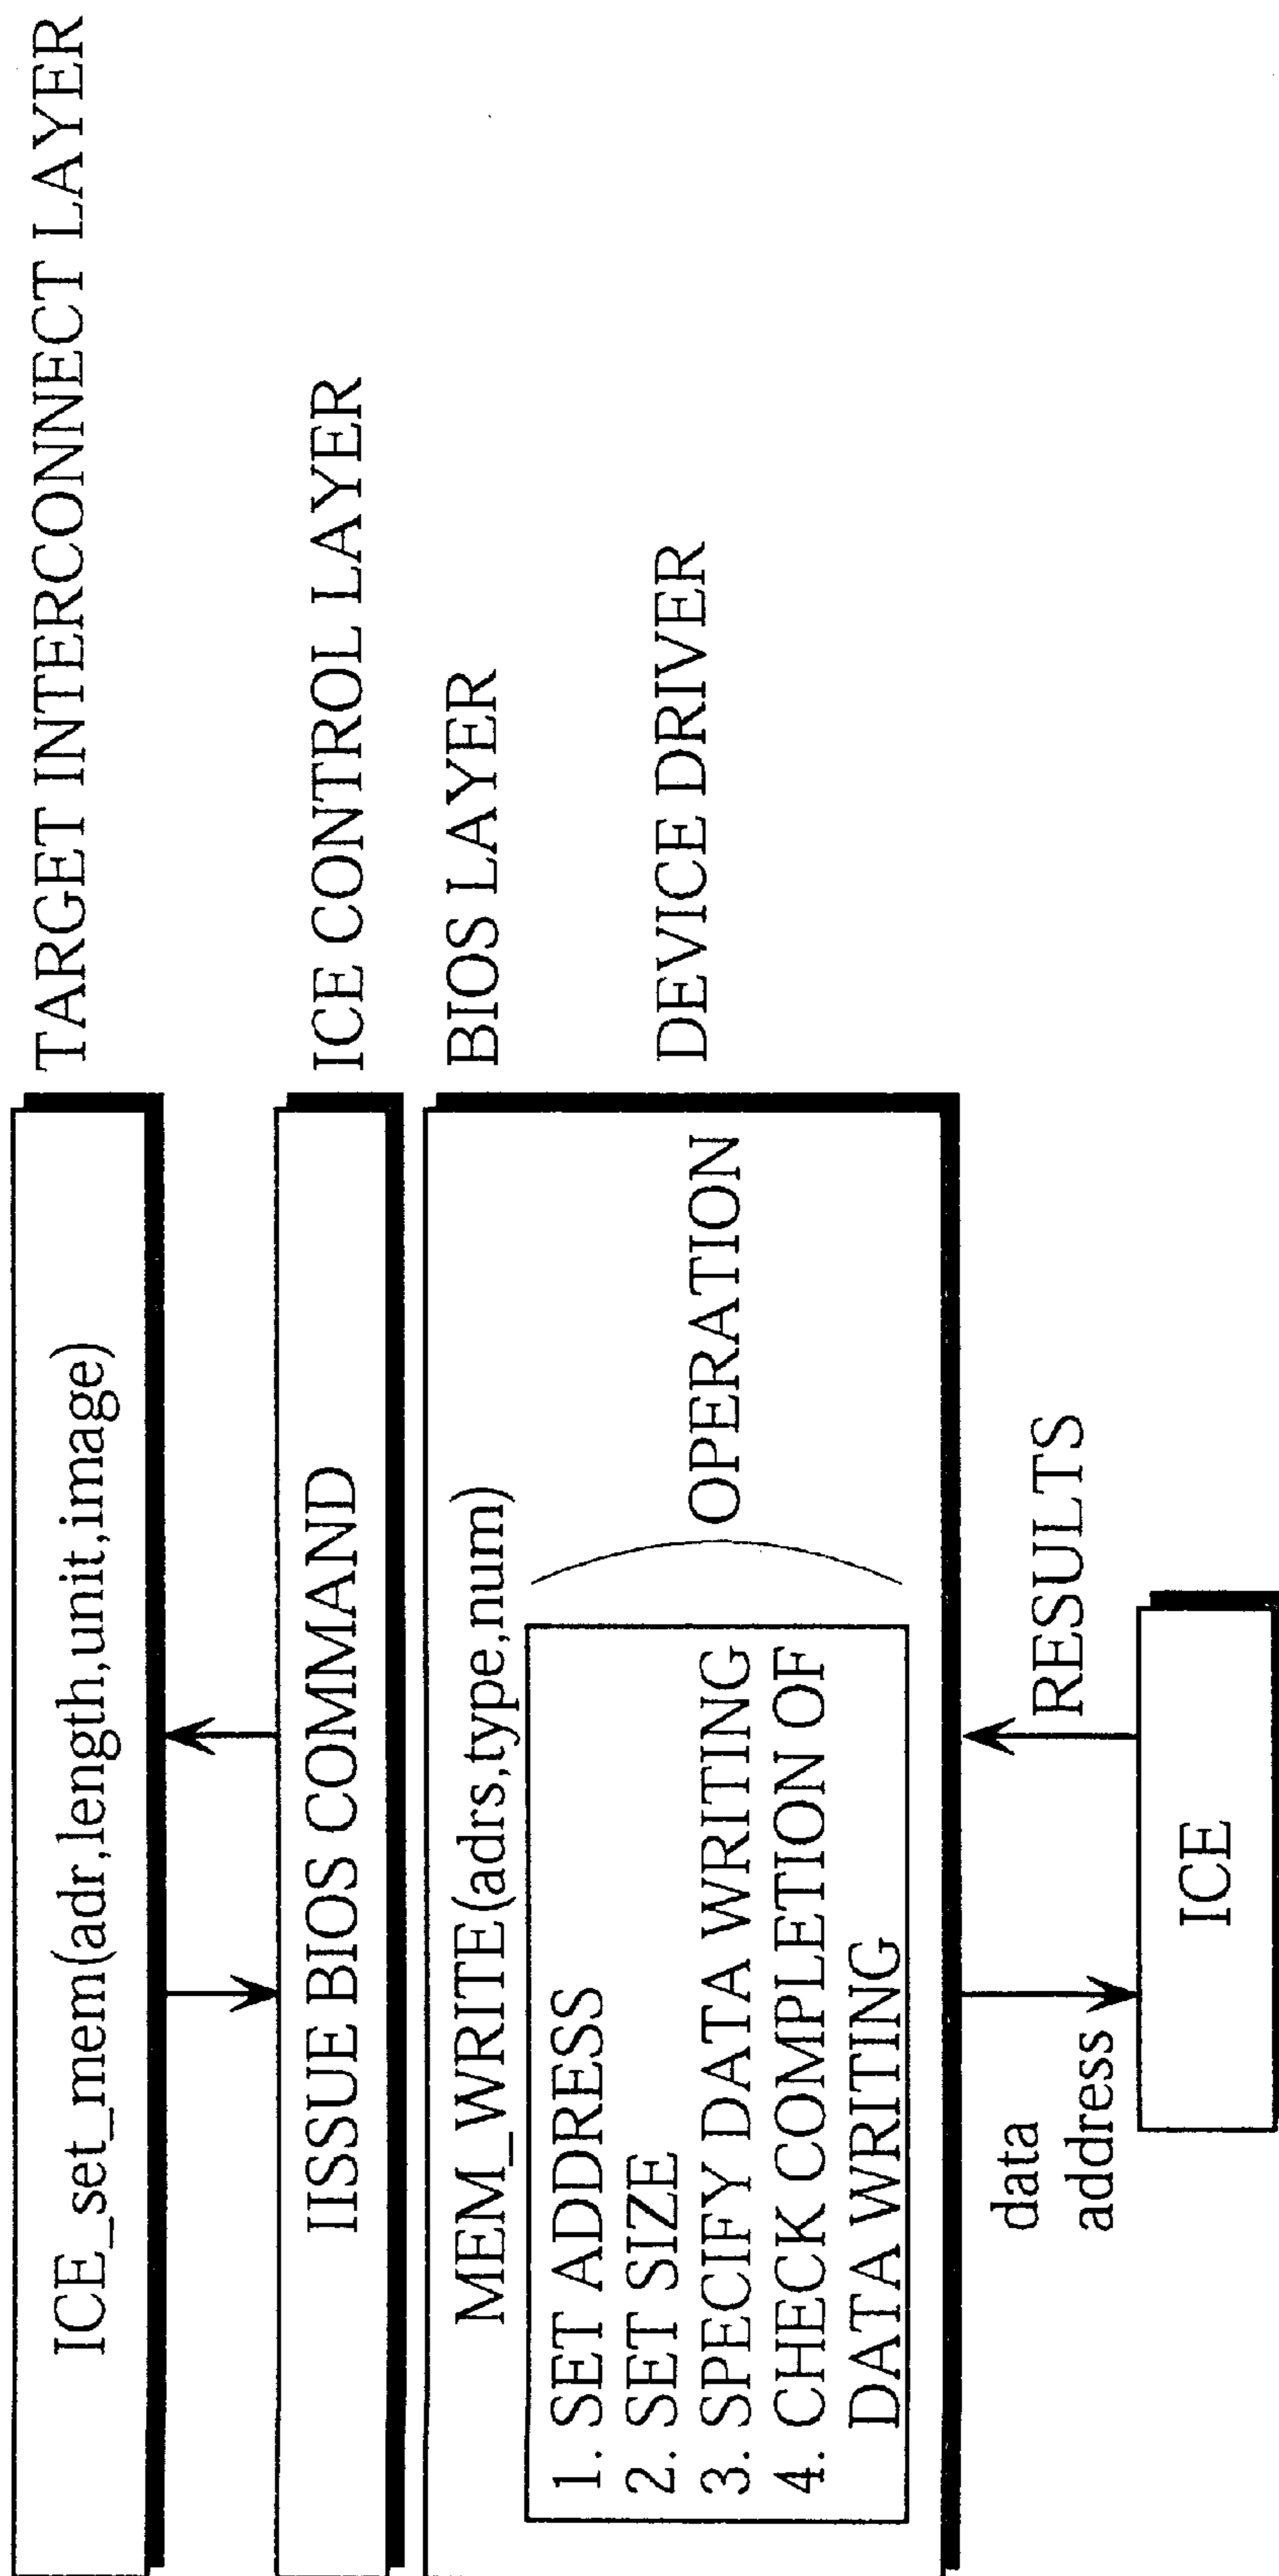 ICE_set_mem(adr,length,unit,image)
TARGET INTERCONNECT LAYER
IISSUE BIOS COMMAND
ICE CONTROL LAYER
MEM_WRITE(adrs,type,num)
BIOS LAYER
1. SET ADDRESS
2. SET SIZE
3. SPECIFY DATA WRITING
4. CHECK COMPLETION OF
DATA WRITING
OPERATION
DEVICE DRIVER
data
address
RESULTS
ICE